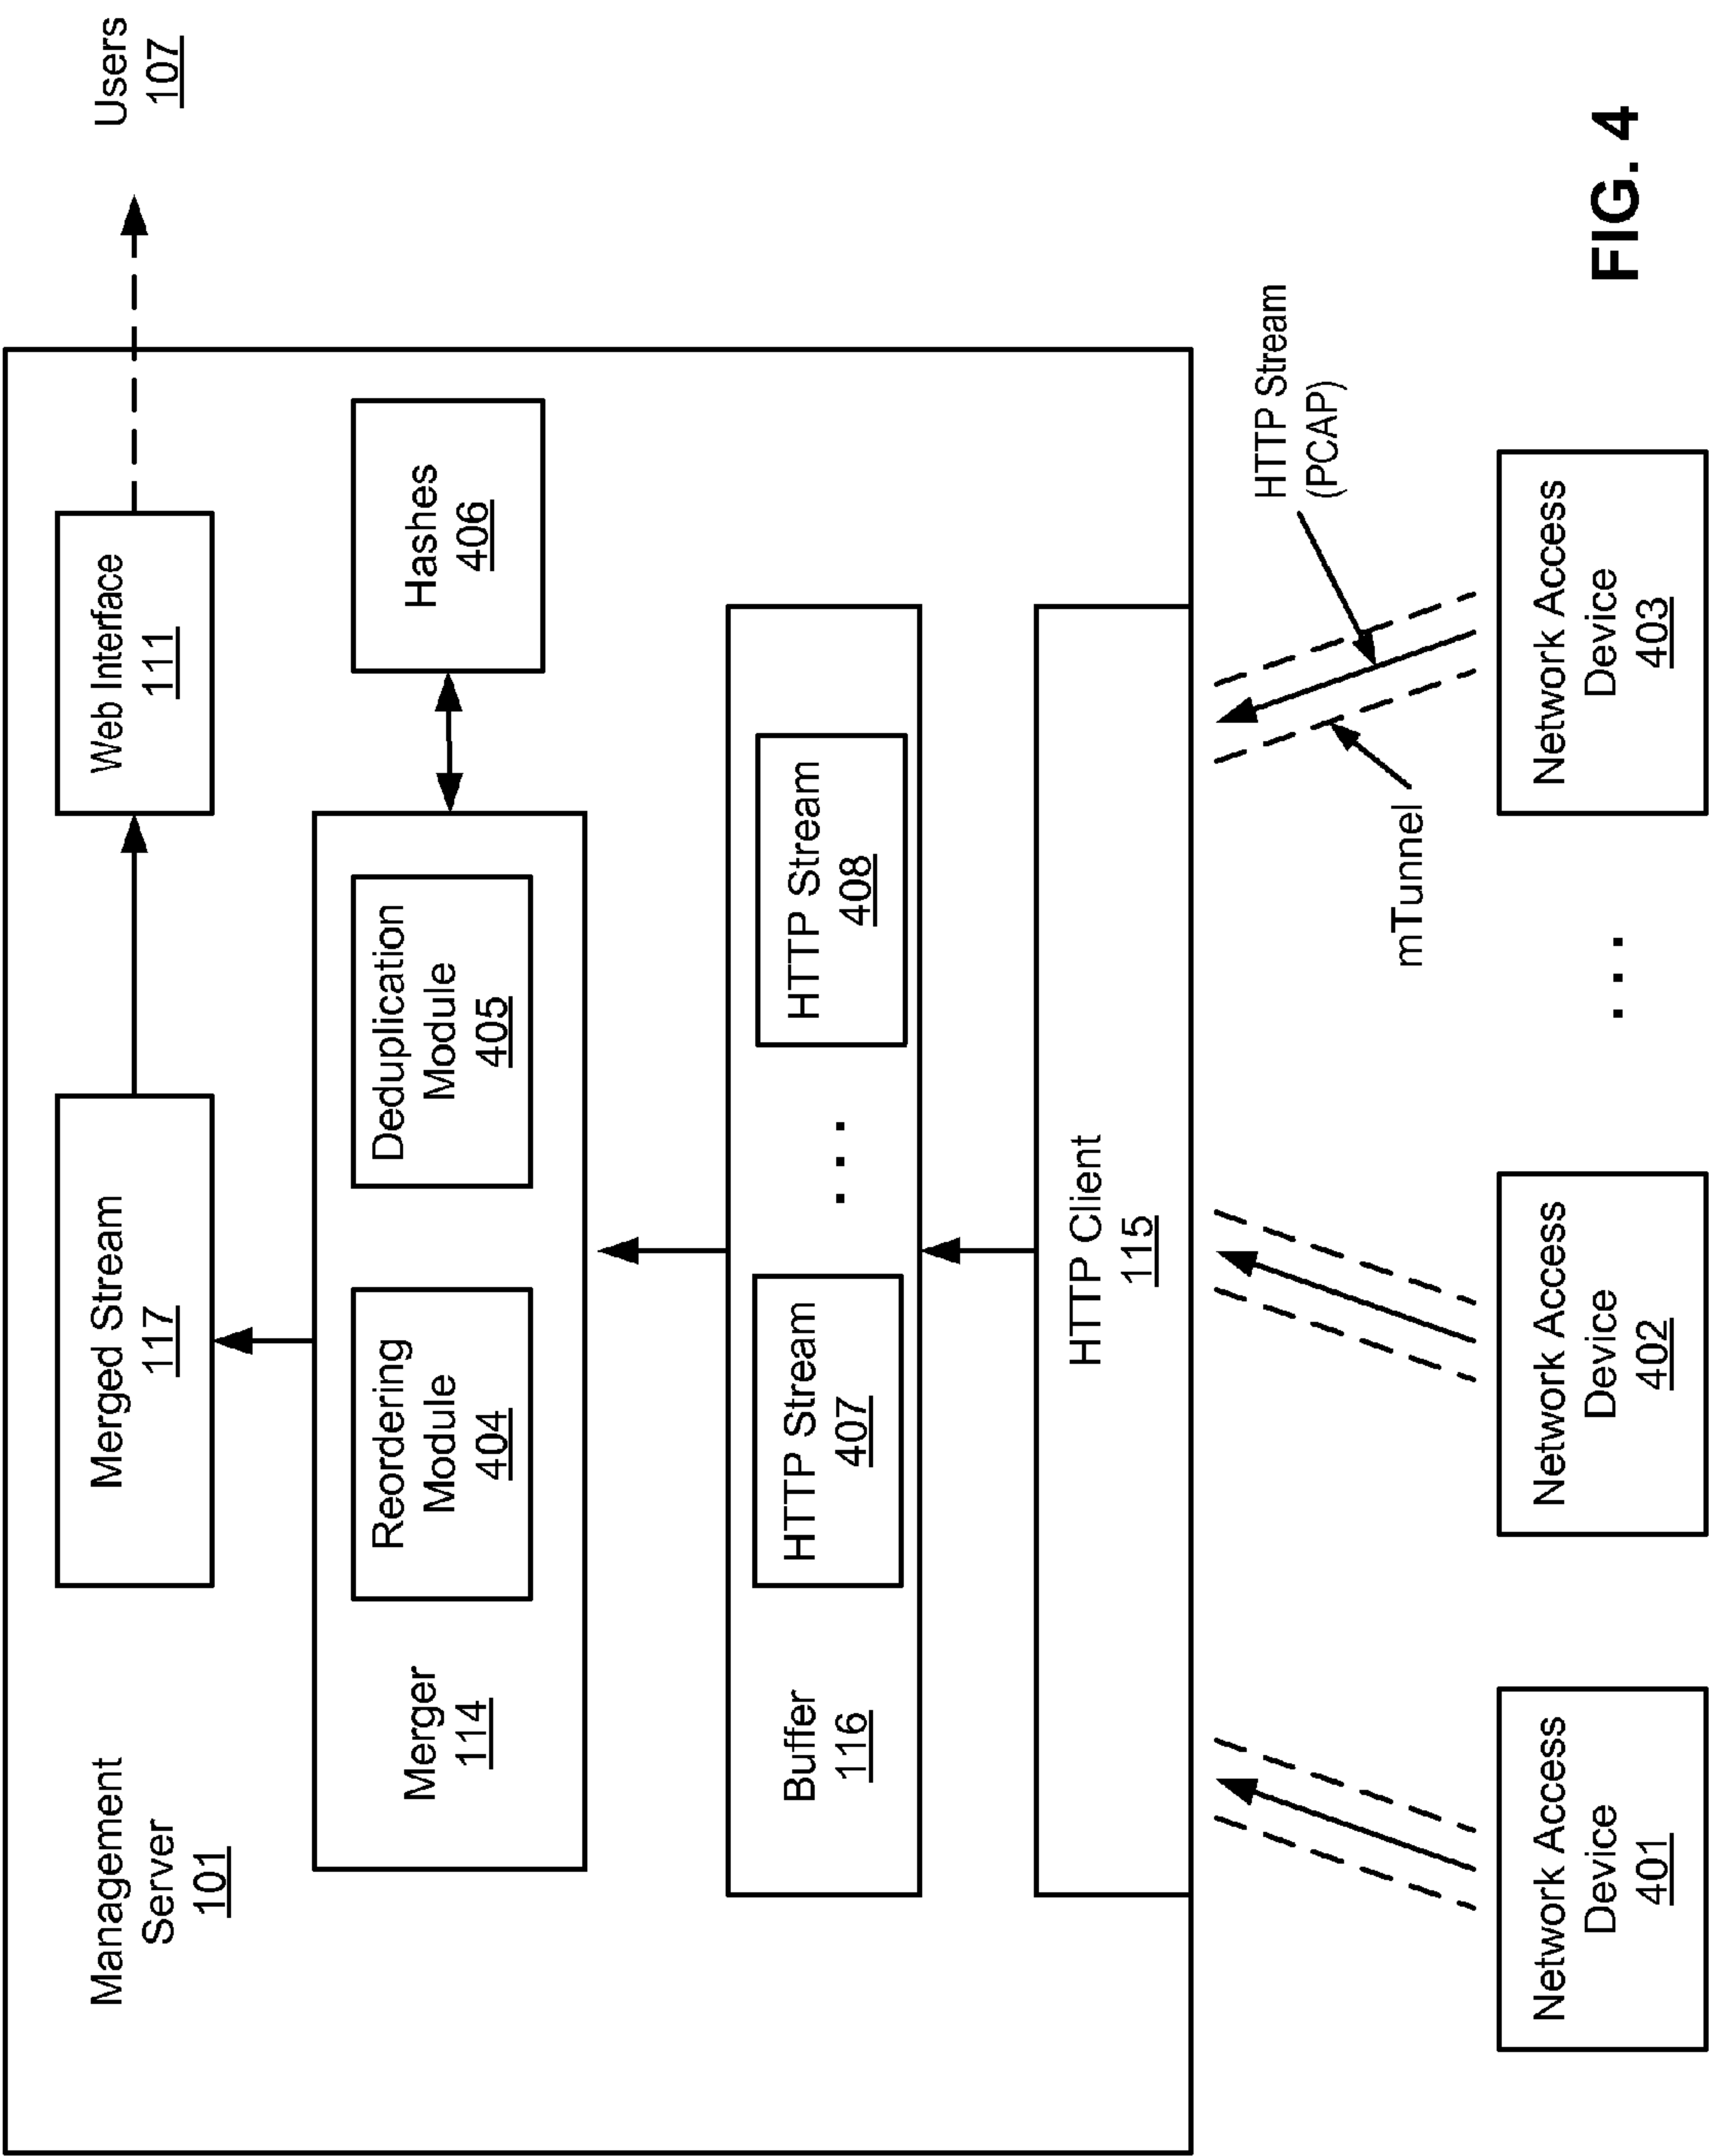 Management
Server
101
Merged Stream
117
Web Interface
111
Users
107
Merger
114
Reordering
Module
404
Deduplication
Module
405
Hashes
406
Buffer
116
HTTP Stream
407
. . .
HTTP Stream
408
HTTP Client
115
HTTP Stream
(PCAP)
mTunnel
Network Access
Device
401
Network Access
Device
402
. . .
Network Access
Device
403
FIG. 4